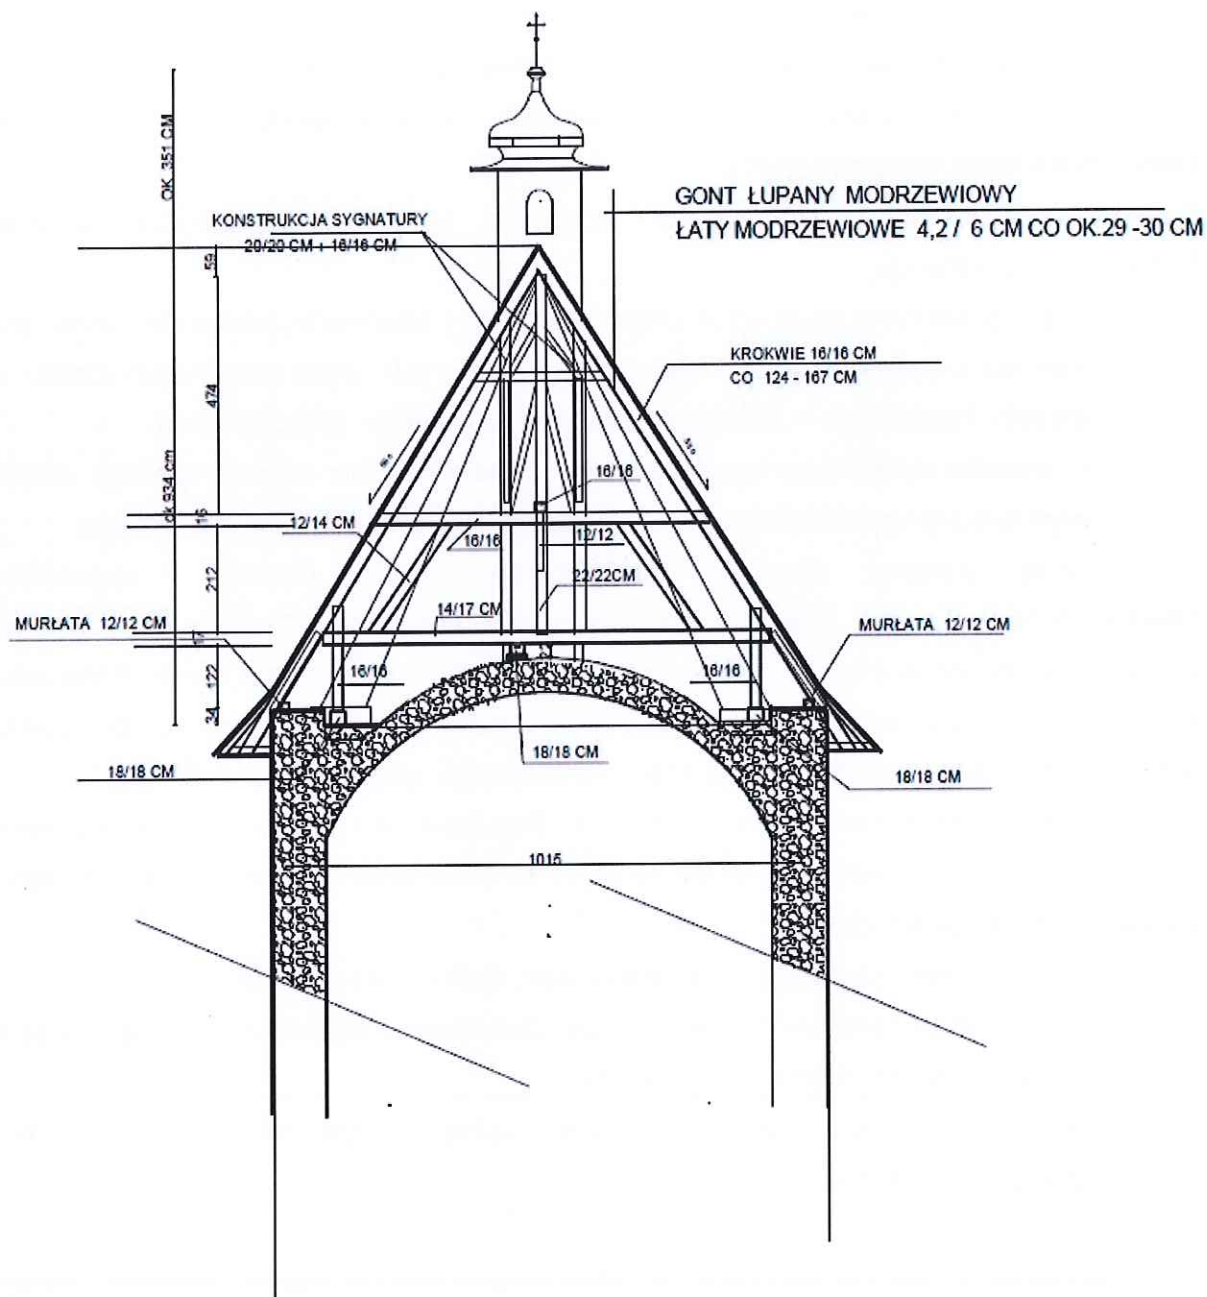 OK 351 CM
KONSTRUKCJA SYGNATURY
20/20 CM + 16/16 CM
GONT ŁUPANY MODRZEWIOWY
ŁATY MODRZEWIOWE 4,2 / 6 CM CO OK.29 -30 CM
59
KROKWIE 16/16 CM
CO 124 - 167 CM
474
ok 934 cm
16/16
16
12/14 CM
16/16
12/12
212
22/22CM
14/17 CM
17
MURŁATA 12/12 CM
MURŁATA 12/12 CM
122
16/16
16/16
34
18/18 CM
18/18 CM
18/18 CM
1015